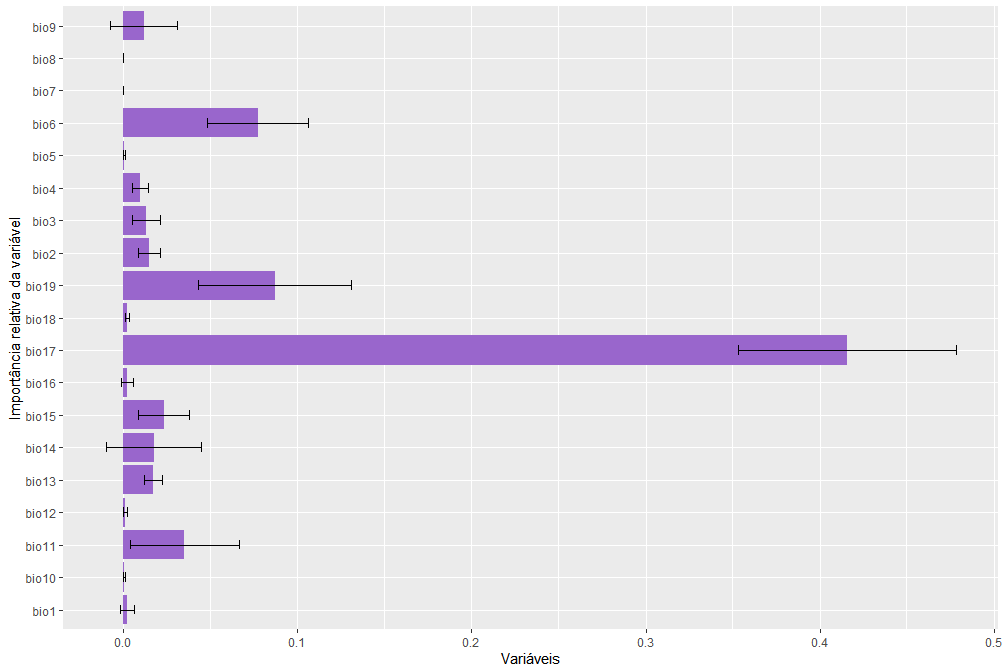 Importância relativa da variável
bio9
bio8
bio7
bio6
bio5
bio4
bio3
bio2
bio19
bio18
bio17
bio16
bio15
bio14
bio13
bio12
bio11
bio10
bio1
0.0 0.1 0.2 0.3 0.4 0.5
Variáveis